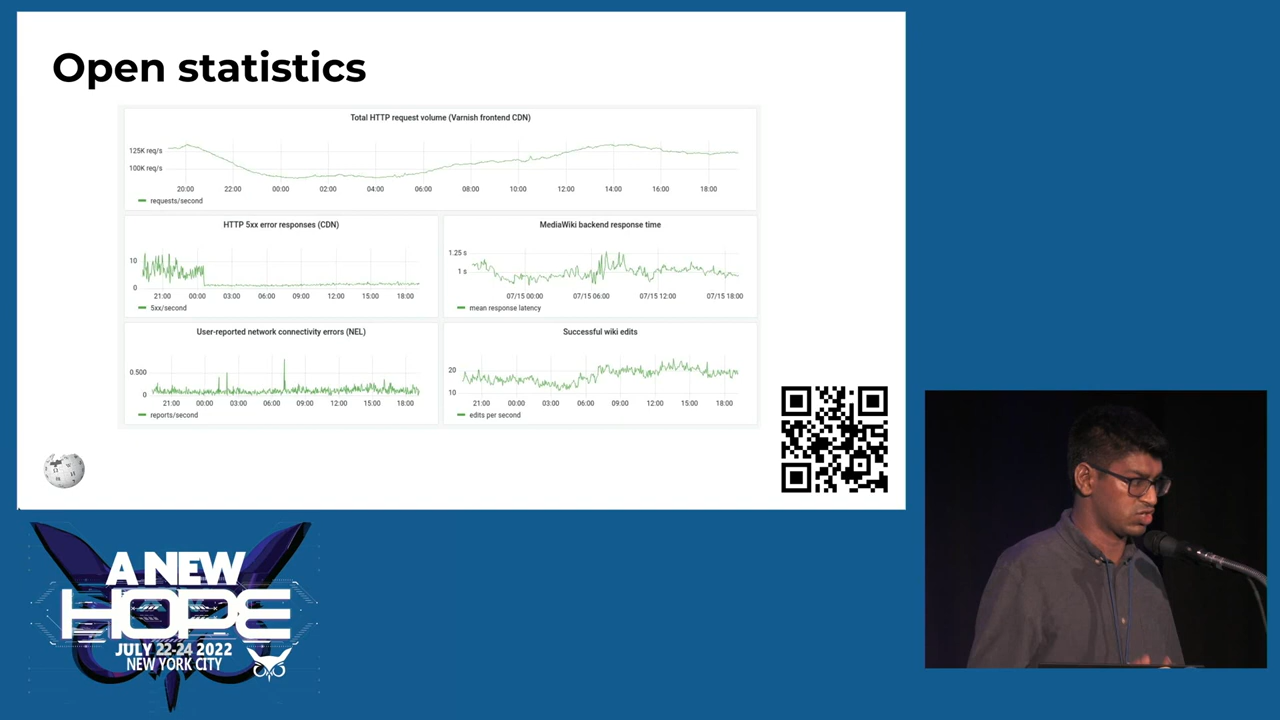 Open statistics
Total HTTP request volume (Varnish frontend CDN)
125K req/s
100K req/s
20:00 22:00 00:00 02:00 04:00 06:00 08:00 10:00 12:00 14:00 16:00 18:00
requests/second
HTTP 5xx error responses (CDN)
10
0
21:00 00:00 03:00 06:00 09:00 12:00 15:00 18:00
5xx/second
MediaWiki backend response time
1.25 s
1 s
07/15 00:00 07/15 06:00 07/15 12:00 07/15 18:00
mean response latency
User-reported network connectivity errors (NEL)
0.500
0
21:00 00:00 03:00 06:00 09:00 12:00 15:00 18:00
reports/second
Successful wiki edits
20
10
21:00 00:00 03:00 06:00 09:00 12:00 15:00 18:00
edits per second
A NEW
HOPE
JULY 22-24 2022
NEW YORK CITY